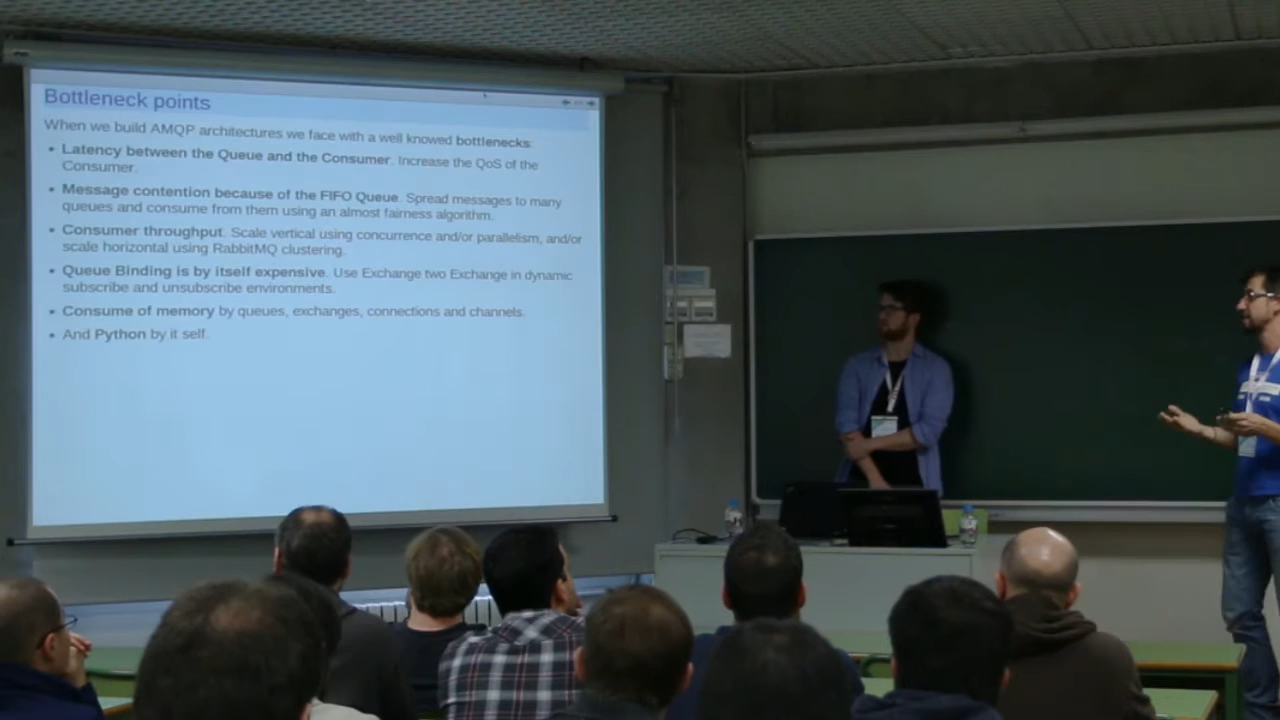 Bottleneck points
When we build AMQP architectures we face with a well knowed bottlenecks:
• Latency between the Queue and the Consumer. Increase the QoS of the
Consumer.
• Message contention because of the FIFO Queue. Spread messages to many
queues and consume from them using an almost fairness algorithm.
• Consumer throughput. Scale vertical using concurrence and/or parallelism, and/or
scale horizontal using RabbitMQ clustering.
• Queue Binding is by itself expensive. Use Exchange two Exchange in dynamic
subscribe and unsubscribe environments.
• Consume of memory by queues, exchanges, connections and channels.
• And Python by it self.